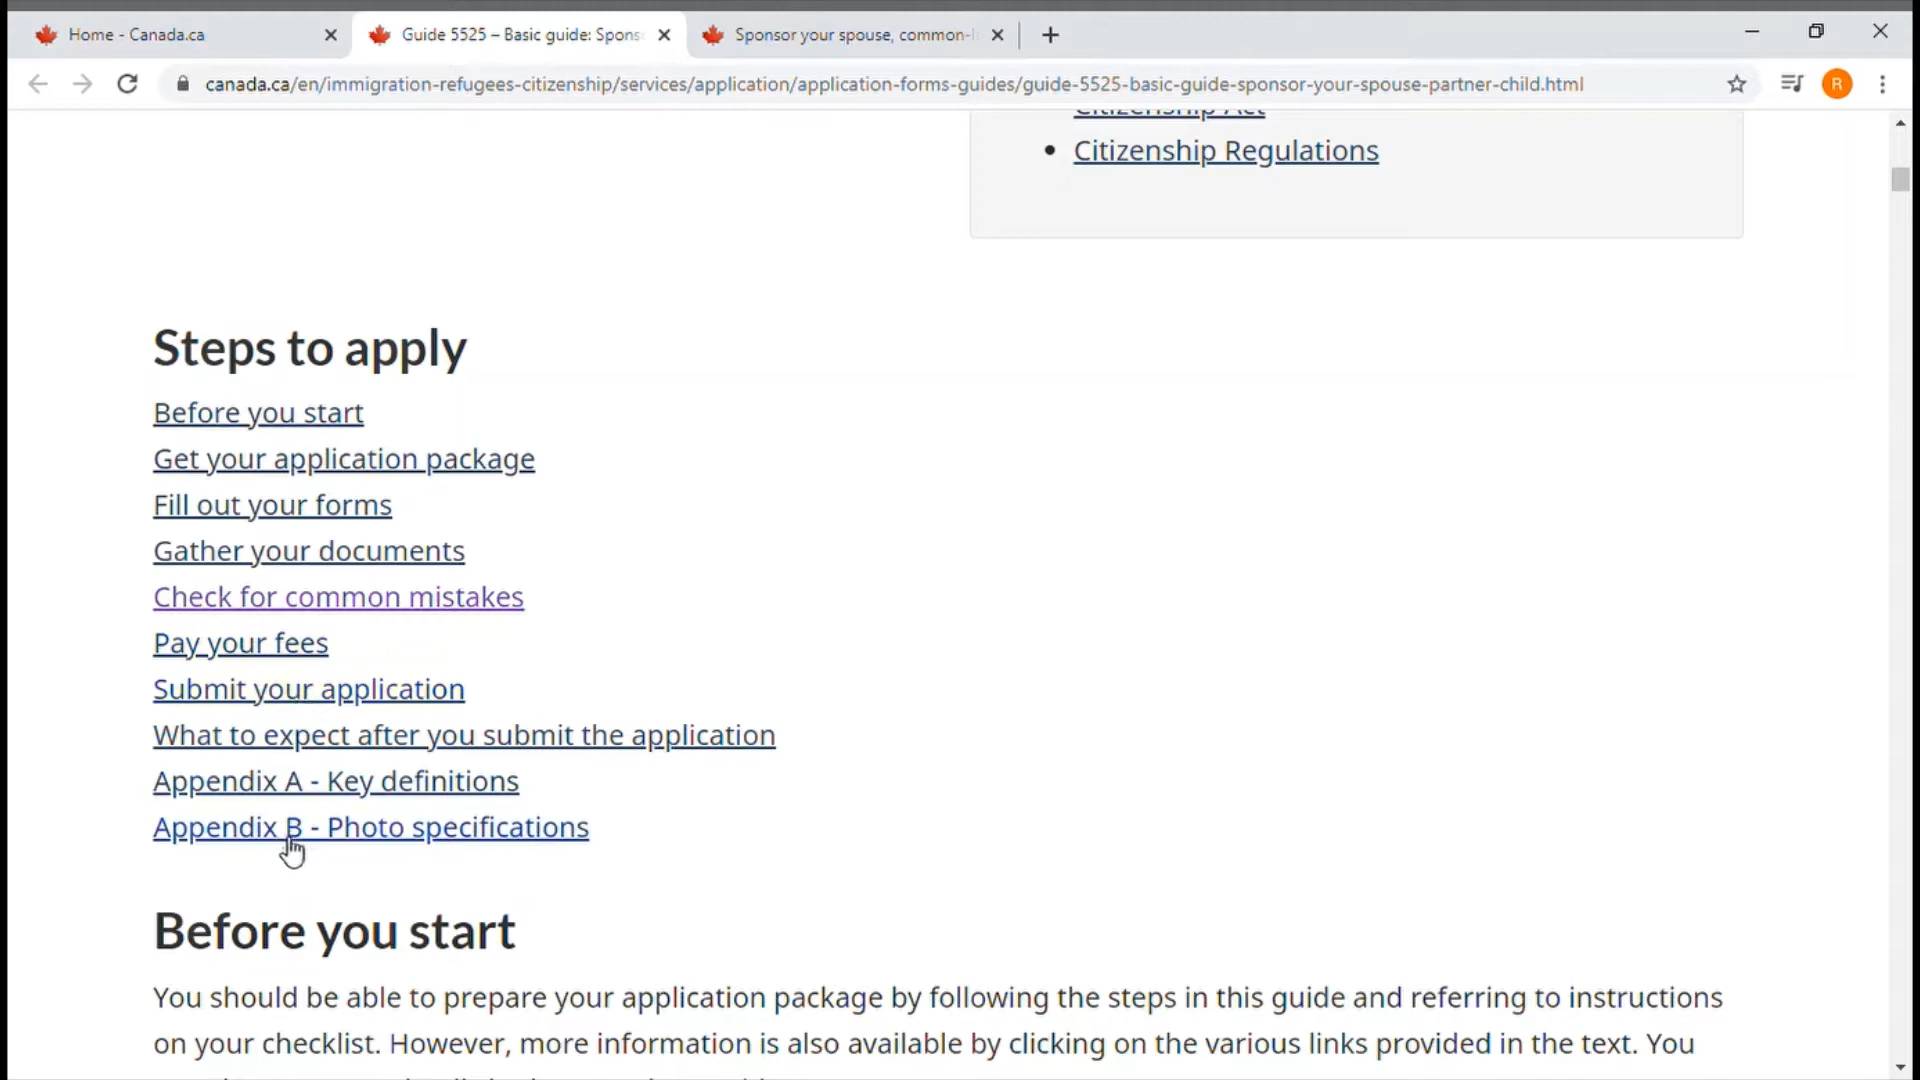 Home - Canada.ca
Guide 5525 – Basic guide: Spons
Sponsor your spouse, common-l
canada.ca/en/immigration-refugees-citizenship/services/application/application-forms-guides/guide-5525-basic-guide-sponsor-your-spouse-partner-child.html
R
Citizenship Act
Citizenship Regulations
Steps to apply
Before you start
Get your application package
Fill out your forms
Gather your documents
Check for common mistakes
Pay your fees
Submit your application
What to expect after you submit the application
Appendix A - Key definitions
Appendix B - Photo specifications
Before you start
You should be able to prepare your application package by following the steps in this guide and referring to instructions
on your checklist. However, more information is also available by clicking on the various links provided in the text. You